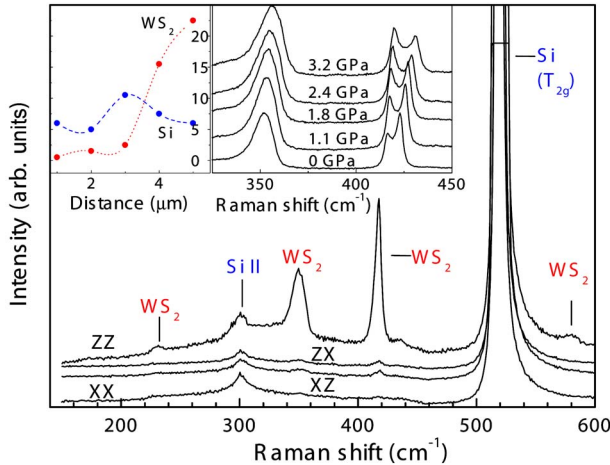 WS2
Si
25
20
15
10
5
0
2 4
Distance (μm)
3.2 GPa
2.4 GPa
1.8 GPa
1.1 GPa
0 GPa
350 400 450
Raman shift (cm-1)
Si
(T2g)
Intensity (arb. units)
WS2
Si II
WS2
WS2
WS2
ZZ
ZX
XX
XZ
200 300 400 500 600
Raman shift (cm-1)